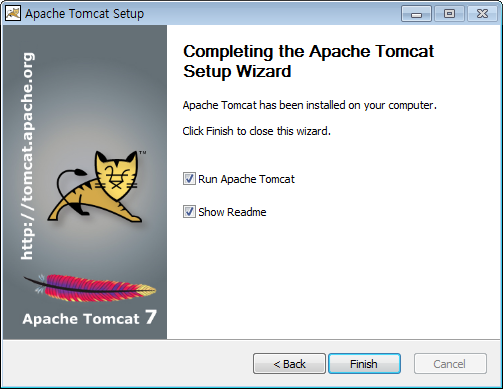 Apache Tomcat Setup
http://tomcat.apache.org
TM
Apache Tomcat 7
Completing the Apache Tomcat
Setup Wizard
Apache Tomcat has been installed on your computer.
Click Finish to close this wizard.
Run Apache Tomcat
Show Readme
< Back
Finish
Cancel